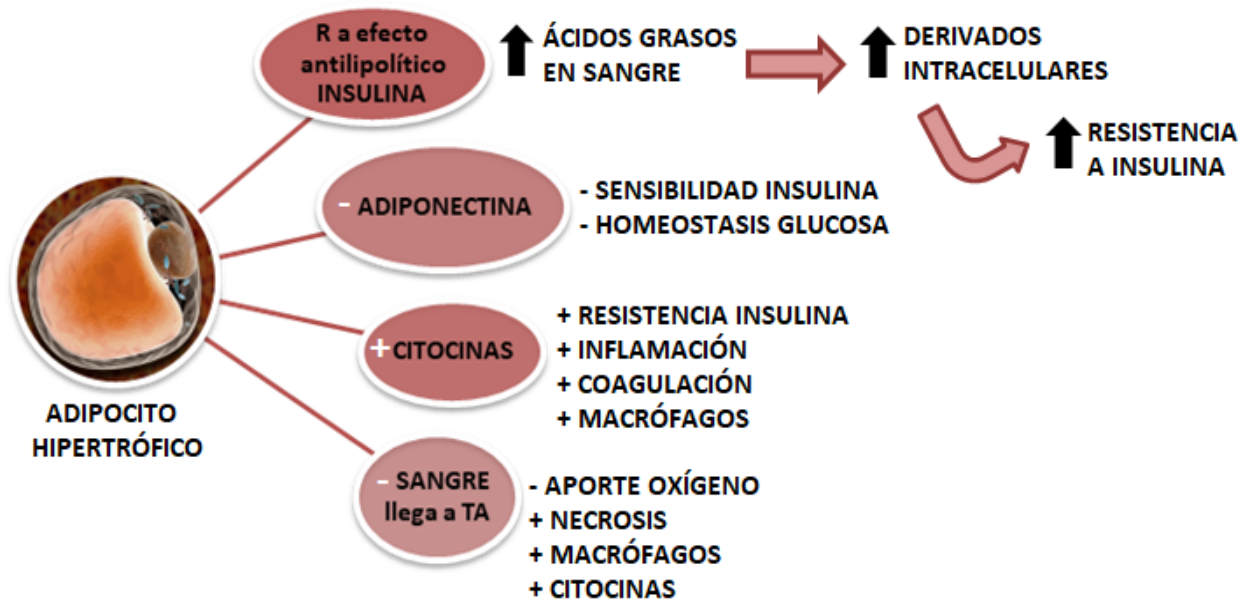 R a efecto
antilipolítico
INSULINA
ÁCIDOS GRASOS
EN SANGRE
DERIVADOS
INTRACELULARES
RESISTENCIA
A INSULINA
- ADIPONECTINA
- SENSIBILIDAD INSULINA
- HOMEOSTASIS GLUCOSA
+ CITOCINAS
+ RESISTENCIA INSULINA
+ INFLAMACIÓN
+ COAGULACIÓN
+ MACRÓFAGOS
ADIPOCITO
HIPERTRÓFICO
- SANGRE
llega a TA
- APORTE OXÍGENO
+ NECROSIS
+ MACRÓFAGOS
+ CITOCINAS